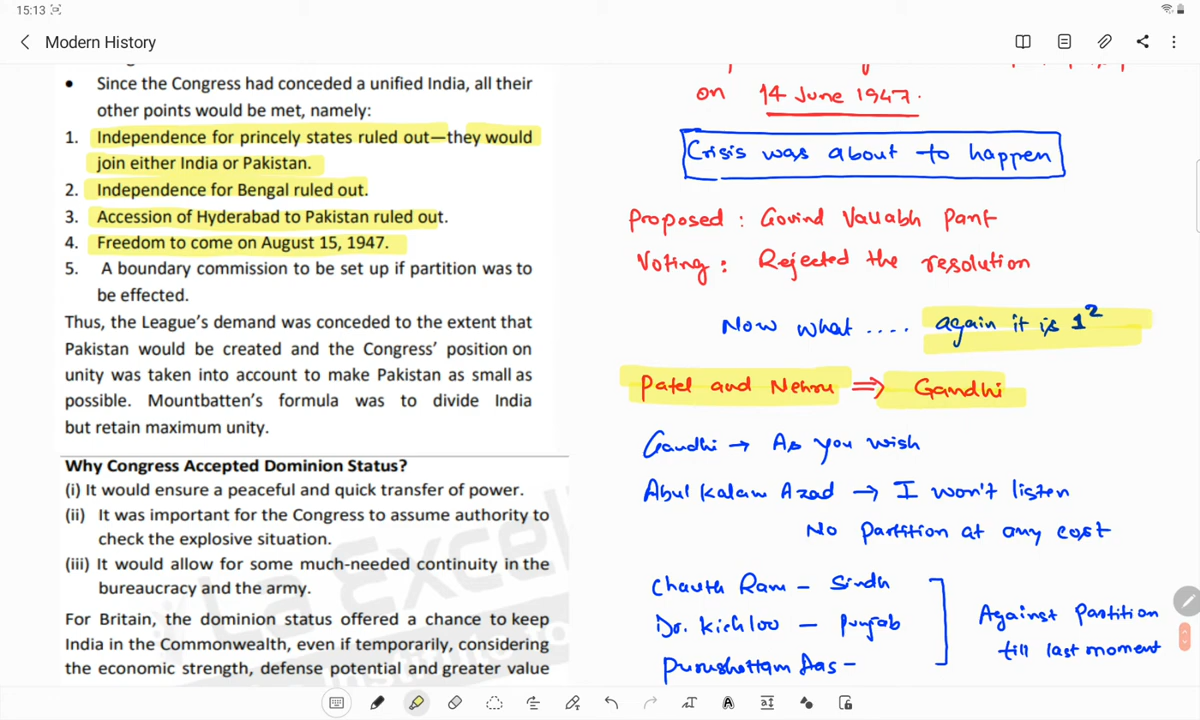 15:13
Modern History
• Since the Congress had conceded a unified India, all their
other points would be met, namely:
1. Independence for princely states ruled out—they would
join either India or Pakistan.
2. Independence for Bengal ruled out.
3. Accession of Hyderabad to Pakistan ruled out.
4. Freedom to come on August 15, 1947.
5. A boundary commission to be set up if partition was to
be effected.
Thus, the League's demand was conceded to the extent that
Pakistan would be created and the Congress' position on
unity was taken into account to make Pakistan as small as
possible. Mountbatten's formula was to divide India
but retain maximum unity.
Why Congress Accepted Dominion Status?
(i) It would ensure a peaceful and quick transfer of power.
(ii) It was important for the Congress to assume authority to
check the explosive situation.
(iii) It would allow for some much-needed continuity in the
bureaucracy and the army.
For Britain, the dominion status offered a chance to keep
India in the Commonwealth, even if temporarily, considering
the economic strength, defense potential and greater value
La Excel
on 14 June 1947.
Crisis was about to happen
Proposed : Govind Vallabh Pant
Voting : Rejected the resolution
Now what .... again it is 1²
Patel and Nehru ⇒ Gandhi
Gandhi → As you wish
Abul Kalam Azad → I won't listen
No Partition at any cost
Chauth Ram – Sindh
Dr. Kichloo – Punjab
Purushottam Das –
Against Partition
till last moment